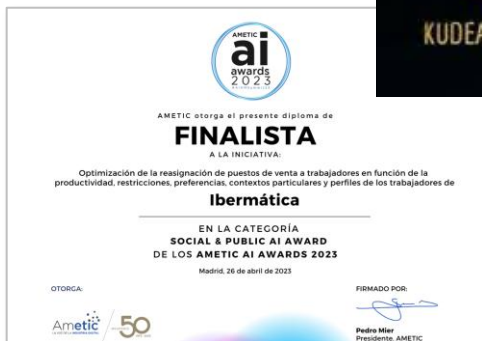 KUDEA
AMETIC
ai
awards
2023
AMETIC otorga el presente diploma de
FINALISTA
A LA INICIATIVA:
Optimización de la reasignación de puestos de venta a trabajadores en función de la
productividad, restricciones, preferencias, contextos particulares y perfiles de los trabajadores de
Ibermática
EN LA CATEGORÍA
SOCIAL & PUBLIC AI AWARD
DE LOS AMETIC AI AWARDS 2023
Madrid, 26 de abril de 2023
OTORGA:
FIRMADO POR:
Ametic
50
Pedro Mier
Presidente, AMETIC